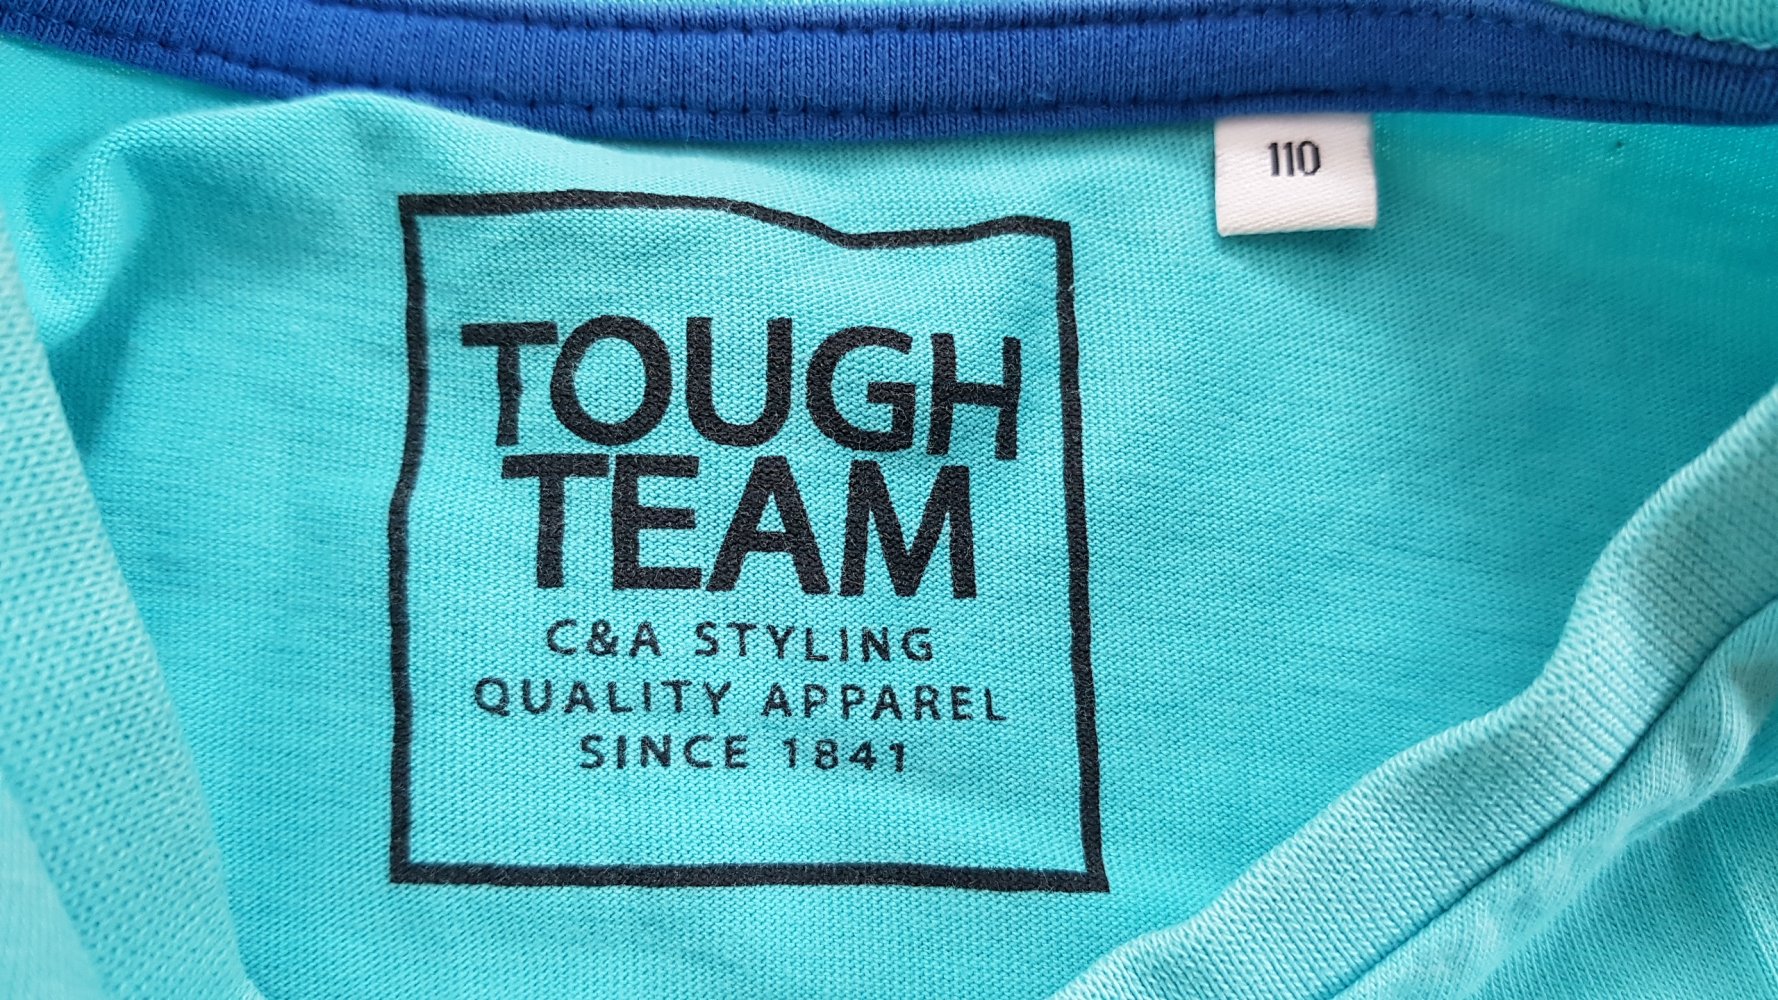 110
TOUGH
TEAM
C&A STYLING
QUALITY APPAREL
SINCE 1841